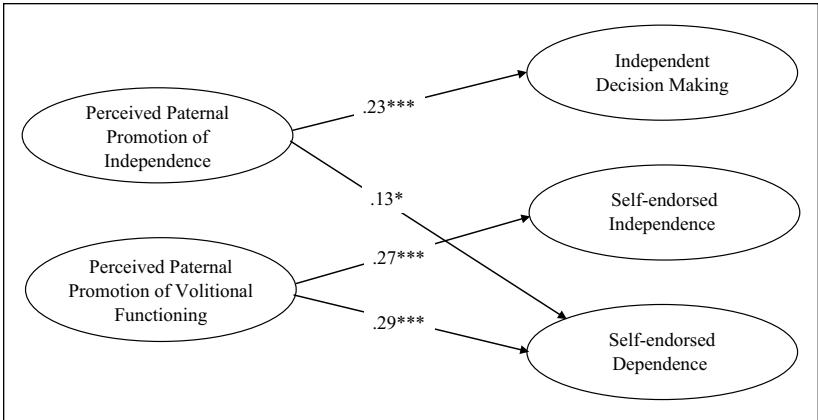 Independent
Decision Making
Perceived Paternal
Promotion of
Independence
.23***
.13*
Self-endorsed
Independence
.27***
Perceived Paternal
Promotion of Volitional
Functioning
.29***
Self-endorsed
Dependence